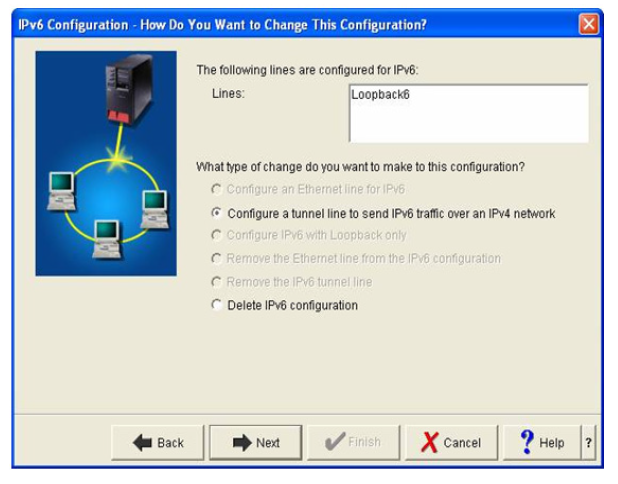 IPv6 Configuration - How Do You Want to Change This Configuration?
The following lines are configured for IPv6:
Lines:
Loopback6
What type of change do you want to make to this configuration?
Configure an Ethernet line for IPv6
Configure a tunnel line to send IPv6 traffic over an IPv4 network
Configure IPv6 with Loopback only
Remove the Ethernet line from the IPv6 configuration
Remove the IPv6 tunnel line
Delete IPv6 configuration
Back
Next
Finish
Cancel
? Help
?